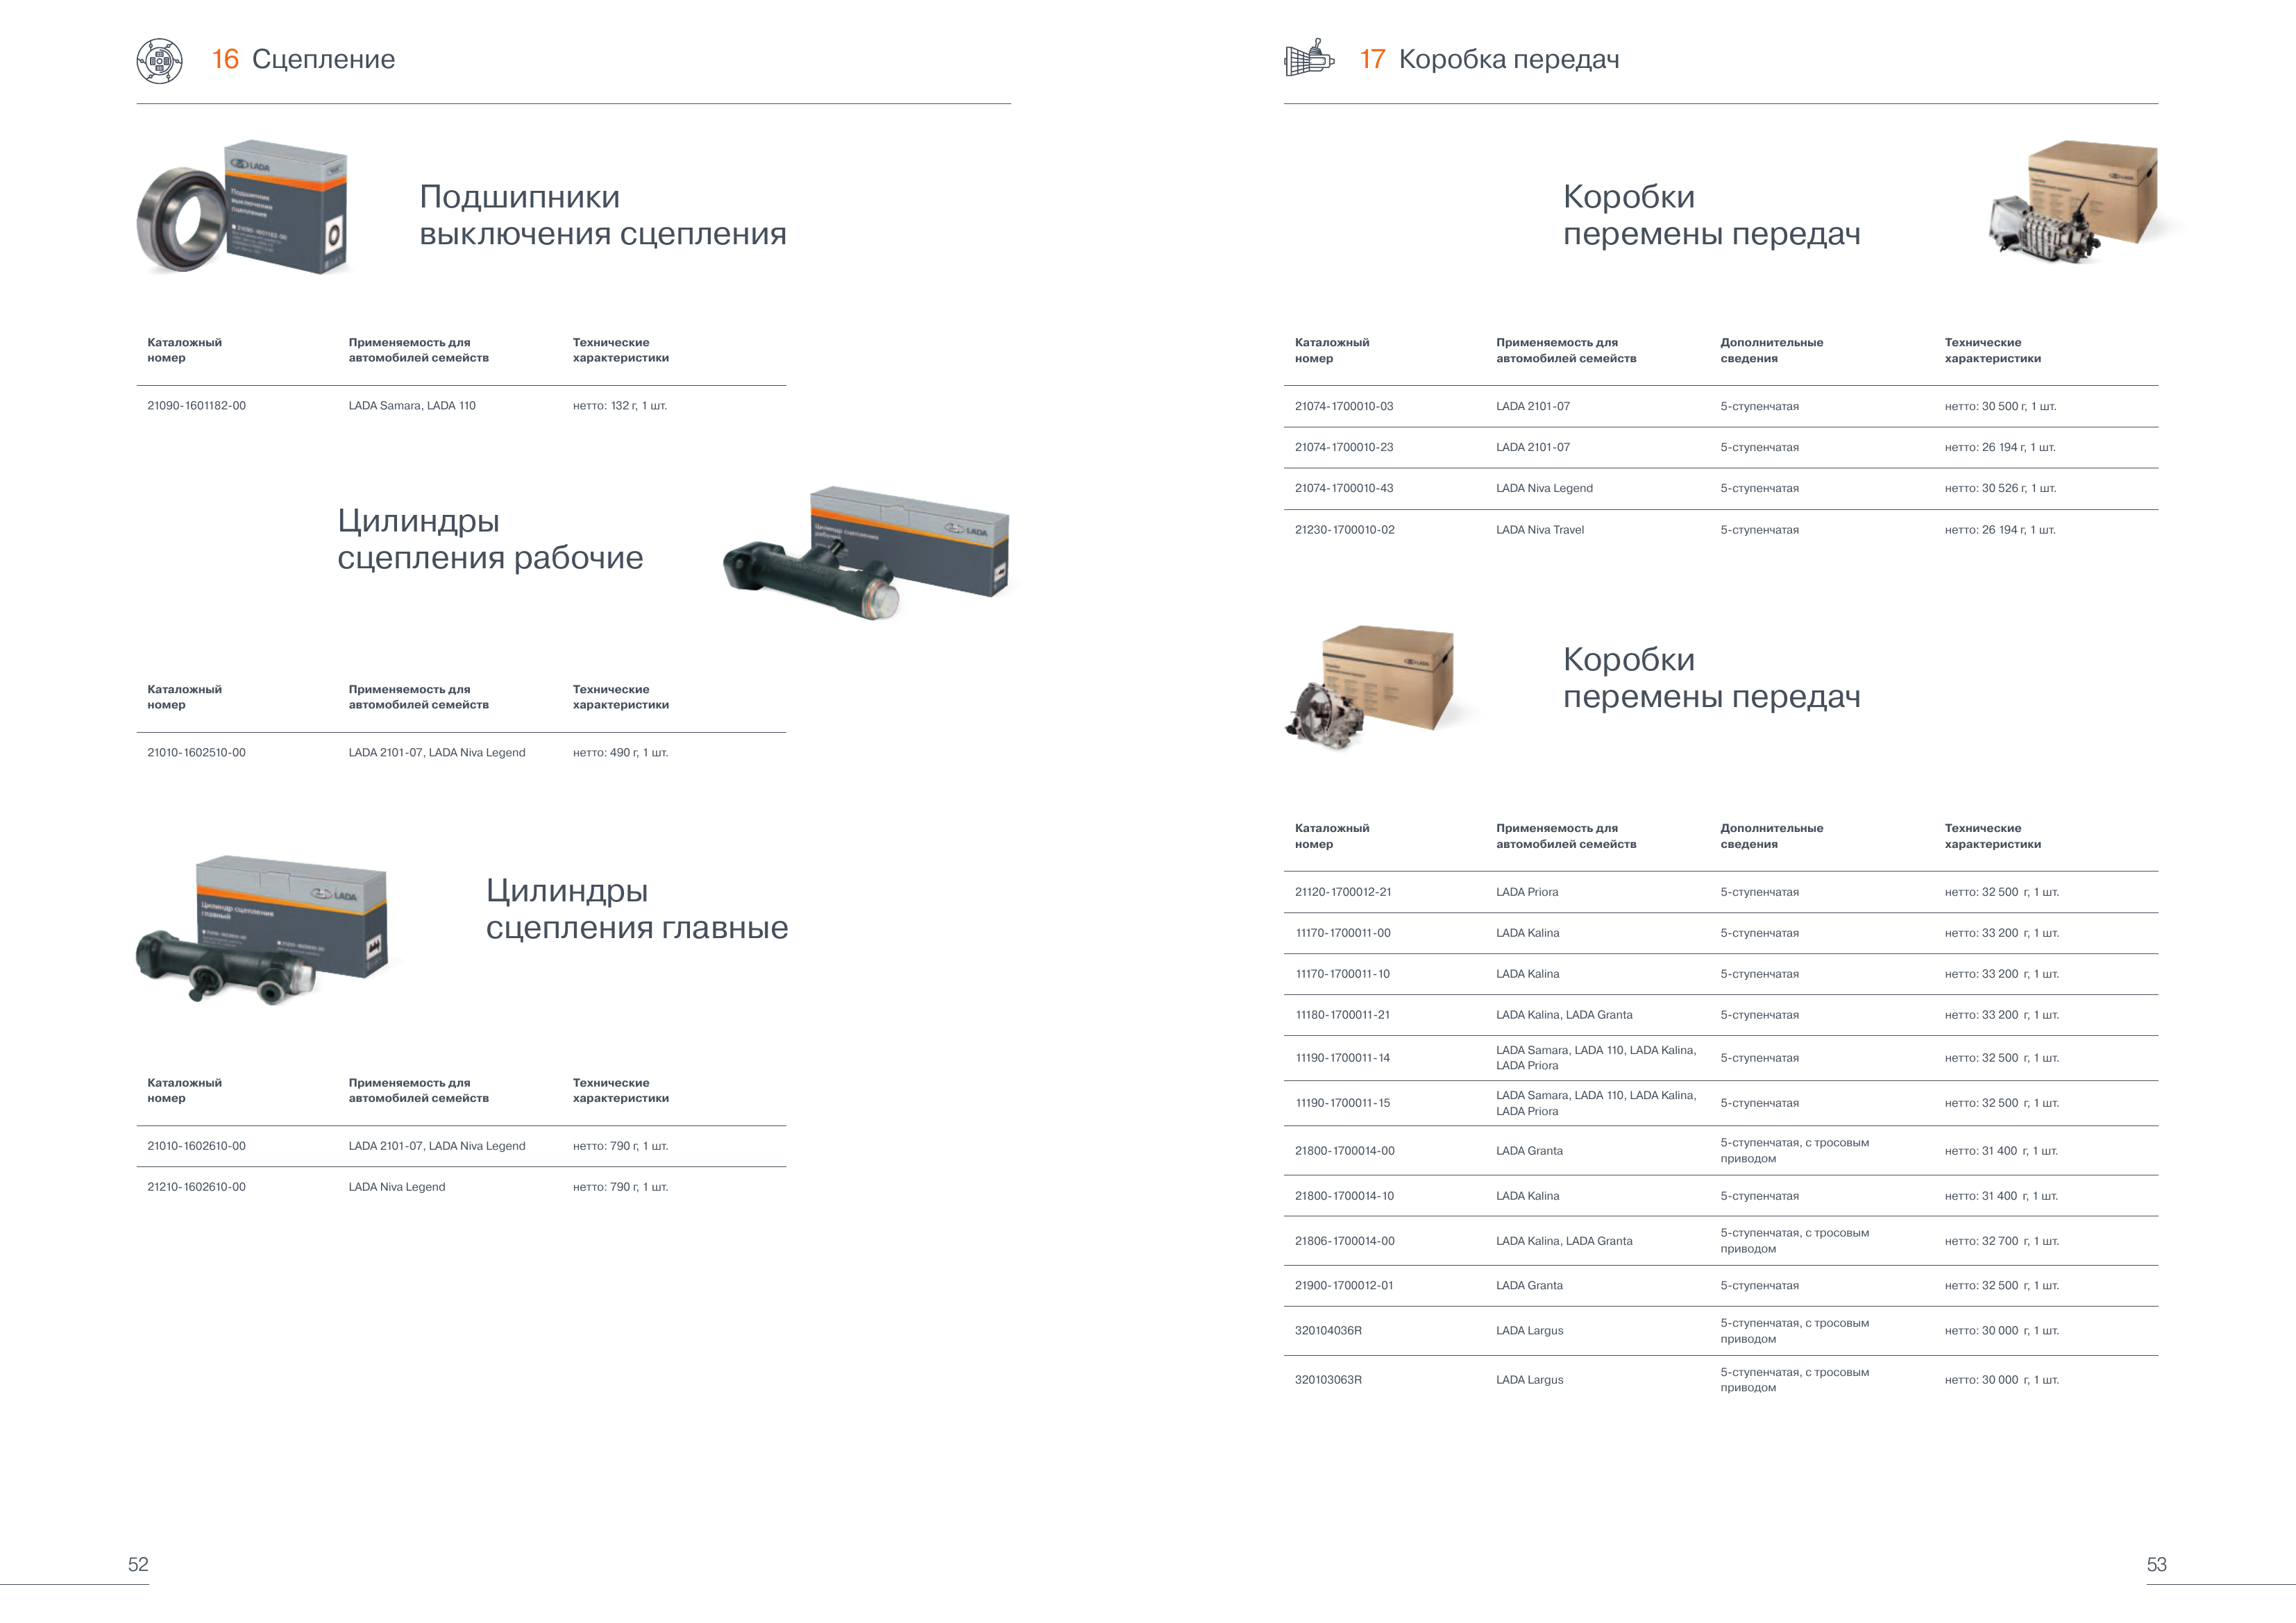 16 Сцепление
LADA
Подшипник
выключения
сцепления
21090-1601182-00
Подшипники
выключения сцепления
Каталожный
номер
Применяемость для
автомобилей семейств
Технические
характеристики
21090-1601182-00 LADA Samara, LADA 110 нетто: 132 г, 1 шт.
Цилиндры
сцепления рабочие
Цилиндр сцепления
рабочий
LADA
Каталожный
номер
Применяемость для
автомобилей семейств
Технические
характеристики
21010-1602510-00 LADA 2101-07, LADA Niva Legend нетто: 490 г, 1 шт.
LADA
Цилиндр сцепления
главный
Цилиндры
сцепления главные
Каталожный
номер
Применяемость для
автомобилей семейств
Технические
характеристики
21010-1602610-00 LADA 2101-07, LADA Niva Legend нетто: 790 г, 1 шт.
21210-1602610-00 LADA Niva Legend нетто: 790 г, 1 шт.
52
17 Коробка передач
Коробки
перемены передач
LADA
Каталожный
номер
Применяемость для
автомобилей семейств
Дополнительные
сведения
Технические
характеристики
21074-1700010-03 LADA 2101-07 5-ступенчатая нетто: 30 500 г, 1 шт.
21074-1700010-23 LADA 2101-07 5-ступенчатая нетто: 26 194 г, 1 шт.
21074-1700010-43 LADA Niva Legend 5-ступенчатая нетто: 30 526 г, 1 шт.
21230-1700010-02 LADA Niva Travel 5-ступенчатая нетто: 26 194 г, 1 шт.
LADA
Коробки
перемены передач
Каталожный
номер
Применяемость для
автомобилей семейств
Дополнительные
сведения
Технические
характеристики
21120-1700012-21 LADA Priora 5-ступенчатая нетто: 32 500 г, 1 шт.
11170-1700011-00 LADA Kalina 5-ступенчатая нетто: 33 200 г, 1 шт.
11170-1700011-10 LADA Kalina 5-ступенчатая нетто: 33 200 г, 1 шт.
11180-1700011-21 LADA Kalina, LADA Granta 5-ступенчатая нетто: 33 200 г, 1 шт.
11190-1700011-14 LADA Samara, LADA 110, LADA Kalina,
LADA Priora 5-ступенчатая нетто: 32 500 г, 1 шт.
11190-1700011-15 LADA Samara, LADA 110, LADA Kalina,
LADA Priora 5-ступенчатая нетто: 32 500 г, 1 шт.
21800-1700014-00 LADA Granta 5-ступенчатая, с тросовым
приводом нетто: 31 400 г, 1 шт.
21800-1700014-10 LADA Kalina 5-ступенчатая нетто: 31 400 г, 1 шт.
21806-1700014-00 LADA Kalina, LADA Granta 5-ступенчатая, с тросовым
приводом нетто: 32 700 г, 1 шт.
21900-1700012-01 LADA Granta 5-ступенчатая нетто: 32 500 г, 1 шт.
320104036R LADA Largus 5-ступенчатая, с тросовым
приводом нетто: 30 000 г, 1 шт.
320103063R LADA Largus 5-ступенчатая, с тросовым
приводом нетто: 30 000 г, 1 шт.
53